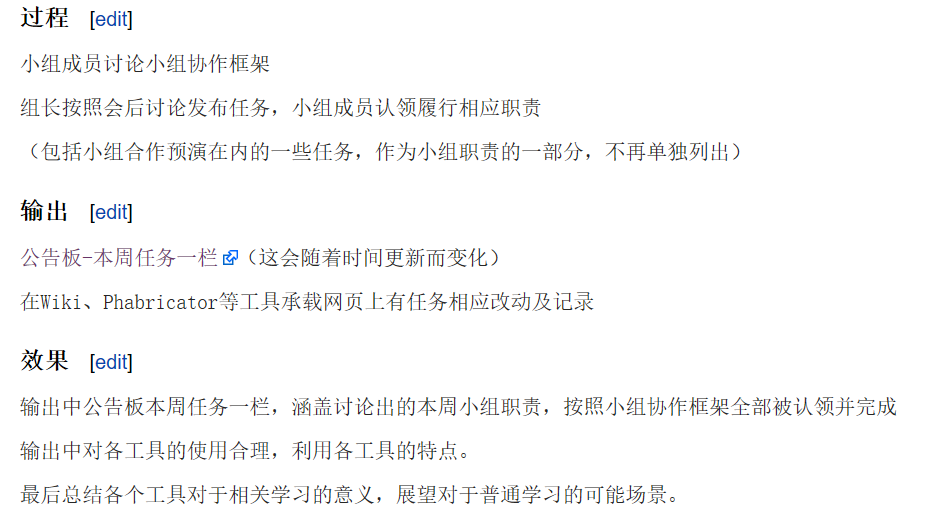 过程 [edit]
小组成员讨论小组协作框架
组长按照会后讨论发布任务，小组成员认领履行相应职责
（包括小组合作预演在内的一些任务，作为小组职责的一部分，不再单独列出）
输出 [edit]
公告板-本周任务一栏（这会随着时间更新而变化）
在Wiki、Phabricator等工具承载网页上有任务相应改动及记录
效果 [edit]
输出中公告板本周任务一栏，涵盖讨论出的本周小组职责，按照小组协作框架全部被认领并完成
输出中对各工具的使用合理，利用各工具的特点。
最后总结各个工具对于相关学习的意义，展望对于普通学习的可能场景。